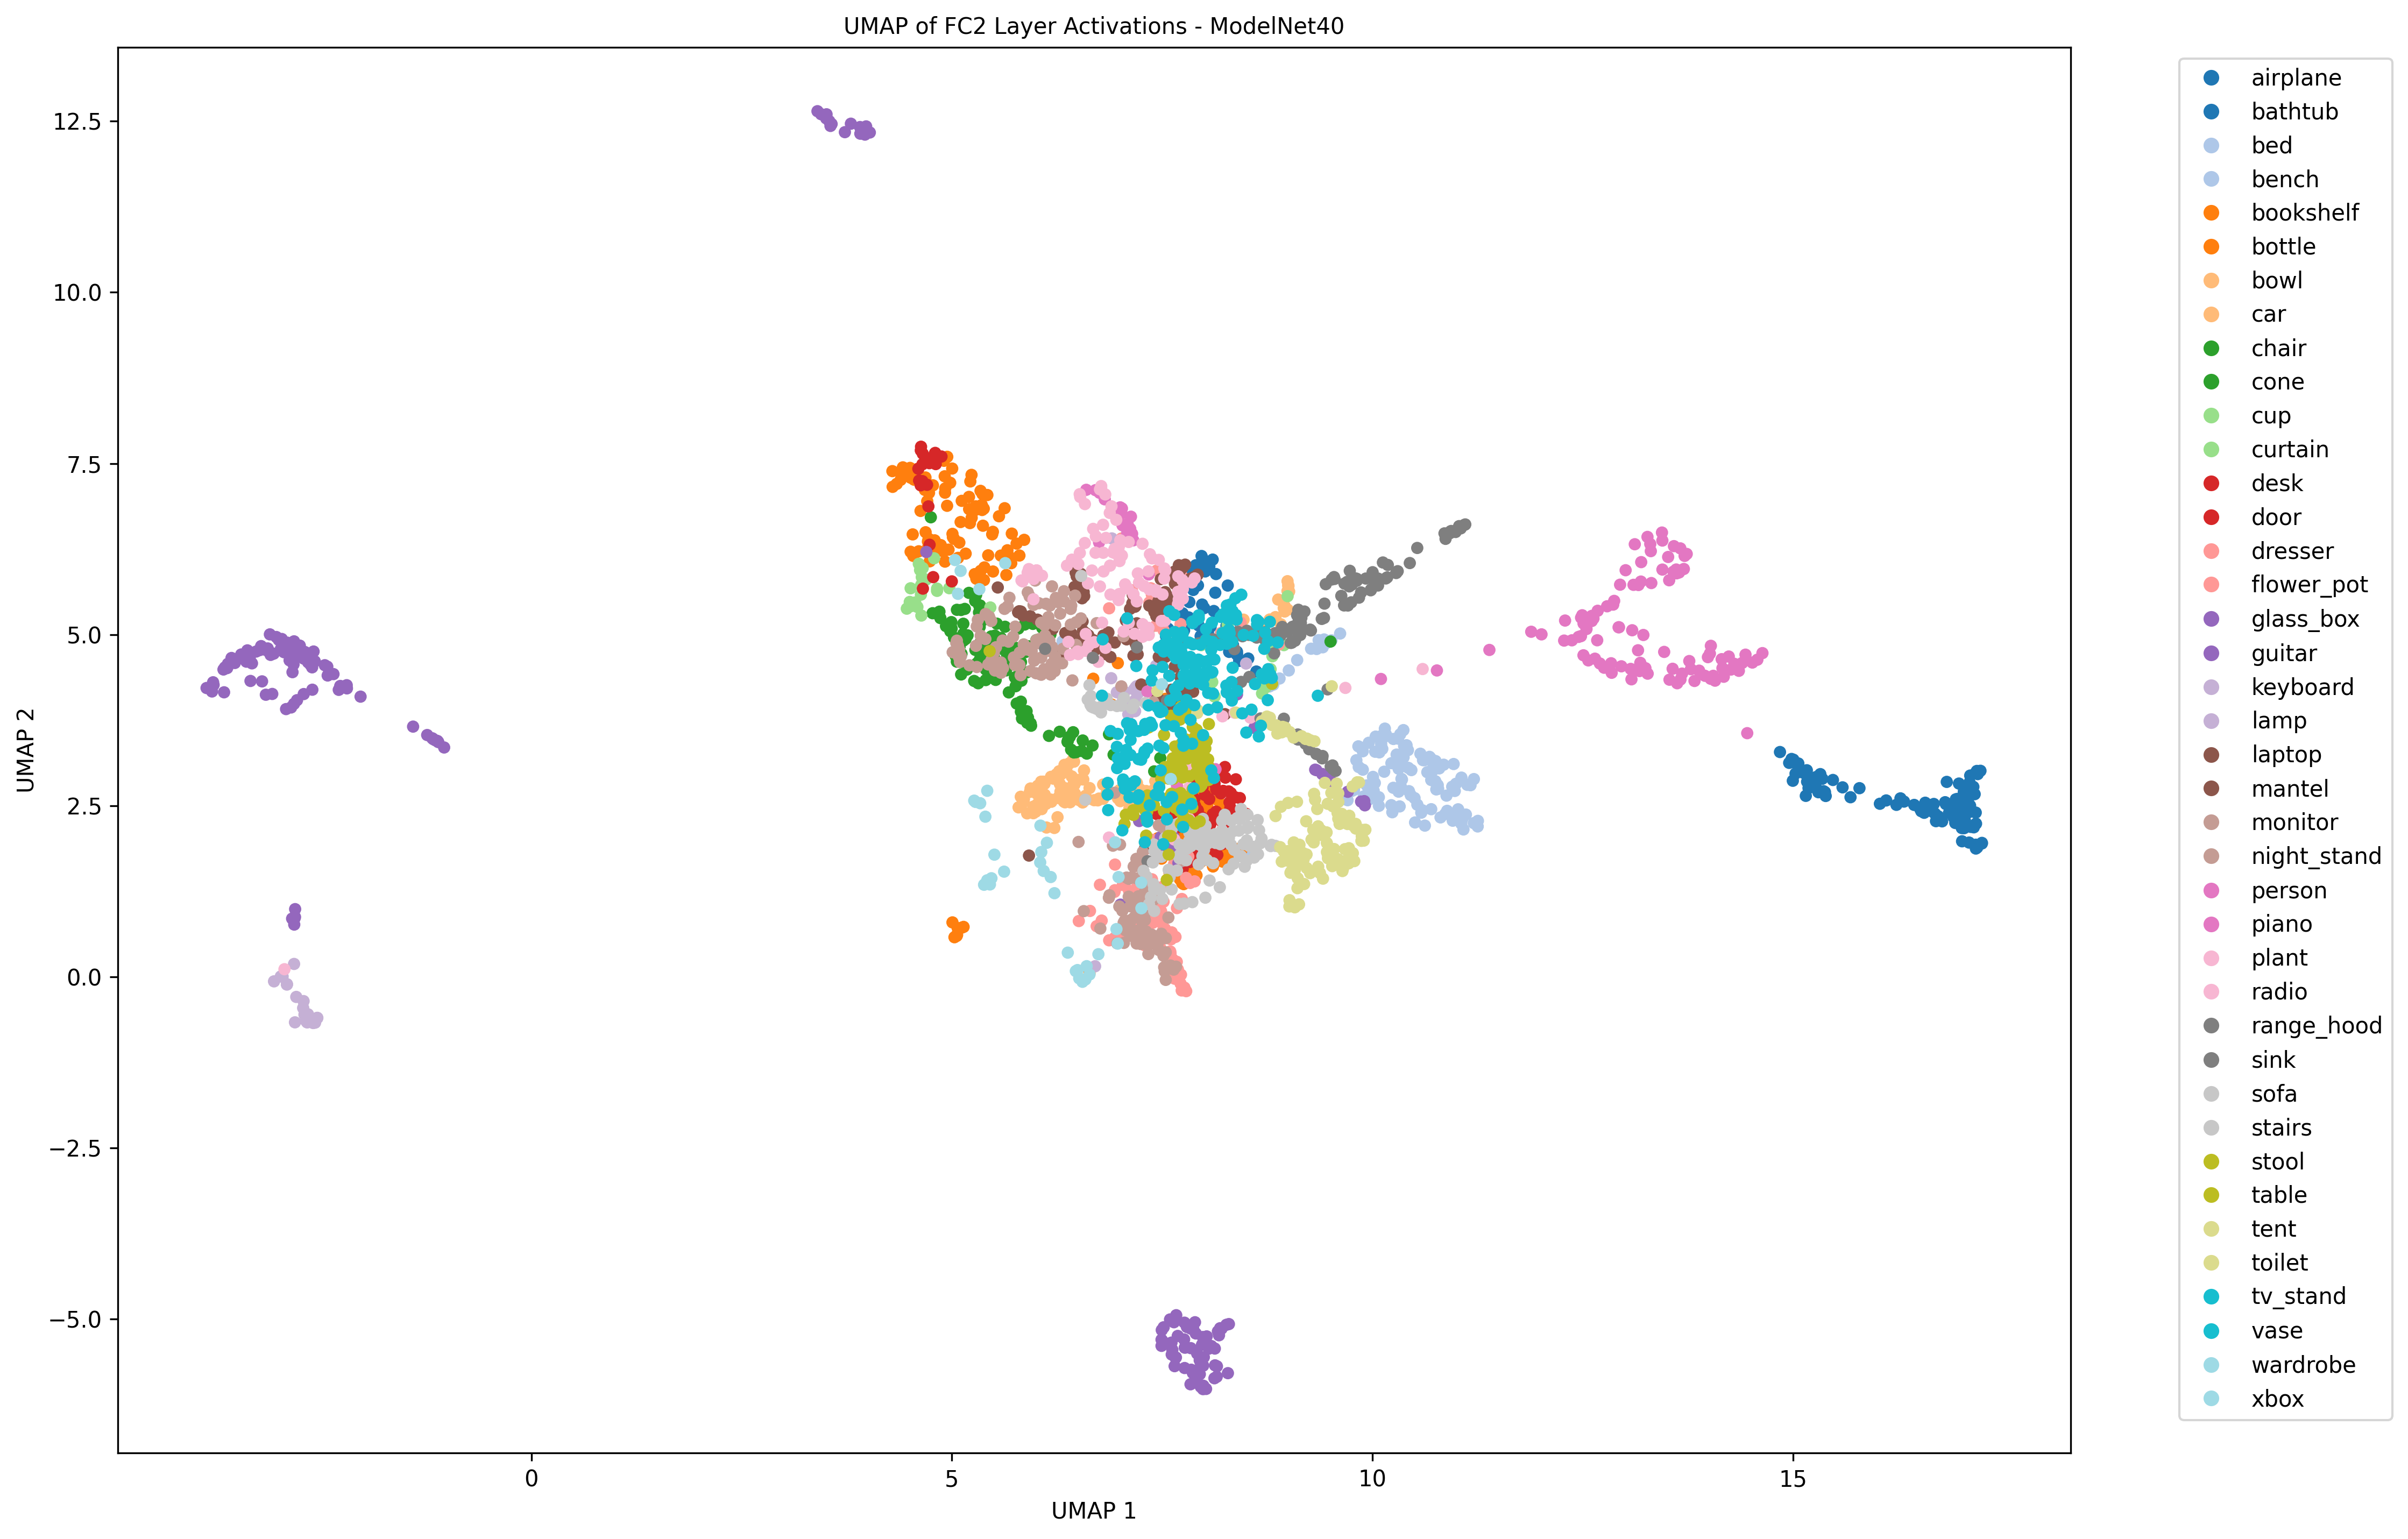 UMAP of FC2 Layer Activations - ModelNet40
12.5
10.0
7.5
5.0
2.5
0.0
−2.5
−5.0
UMAP 2
0
5
10
15
UMAP 1
airplane
bathtub
bed
bench
bookshelf
bottle
bowl
car
chair
cone
cup
curtain
desk
door
dresser
flower_pot
glass_box
guitar
keyboard
lamp
laptop
mantel
monitor
night_stand
person
piano
plant
radio
range_hood
sink
sofa
stairs
stool
table
tent
toilet
tv_stand
vase
wardrobe
xbox